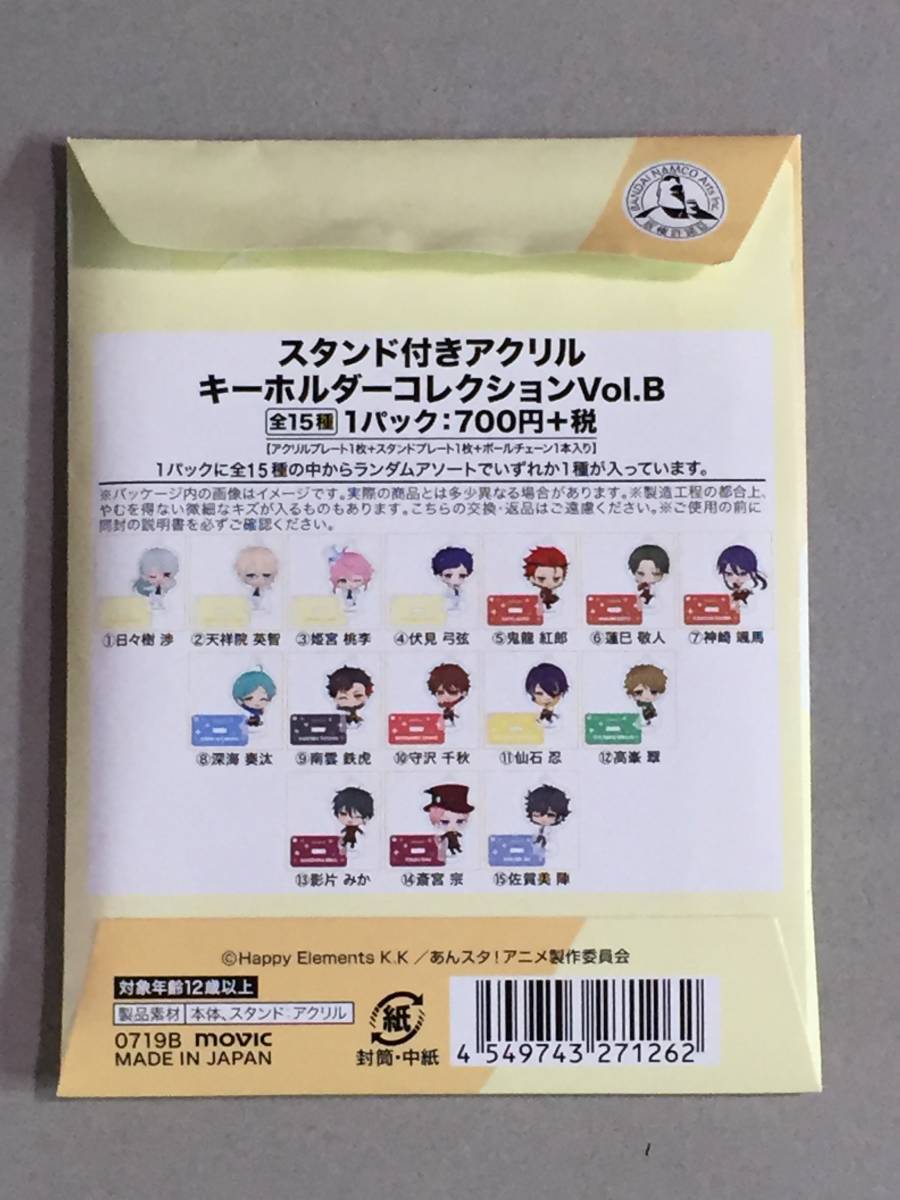 BANDAI NAMCO Arts Inc.
スタンド付きアクリル
キーホルダーコレクションVol.B
全15種 1パック:700円+税
【アクリルプレート1枚+スタンドプレート1枚+ボールチェーン1本入り】
1パックに全15種の中からランダムアソートでいずれか1種が入っています。
※パッケージ内の画像はイメージです。実際の商品とは多少異なる場合があります。※製造工程の都合上、
やむを得ない微細なキズが入るものもあります。こちらの交換・返品はご遠慮ください。※ご使用の前に
同封の説明書を必ずご確認ください。
①日々樹 渉 ②天祥院 英智 ③姫宮 桃李 ④伏見 弓弦 ⑤鬼龍 紅郎 ⑥蓮巳 敬人 ⑦神崎 颯馬
⑧深海 奏汰 ⑨南雲 鉄虎 ⑩守沢 千秋 ⑪仙石 忍 ⑫高峯 翠
⑬影片 みか ⑭斎宮 宗 ⑮佐賀美 陣
©Happy Elements K.K/あんスタ!アニメ製作委員会
対象年齢12歳以上
製品素材 本体、スタンド:アクリル
0719B movic
MADE IN JAPAN
紙
封筒・中紙
4 549743 271262